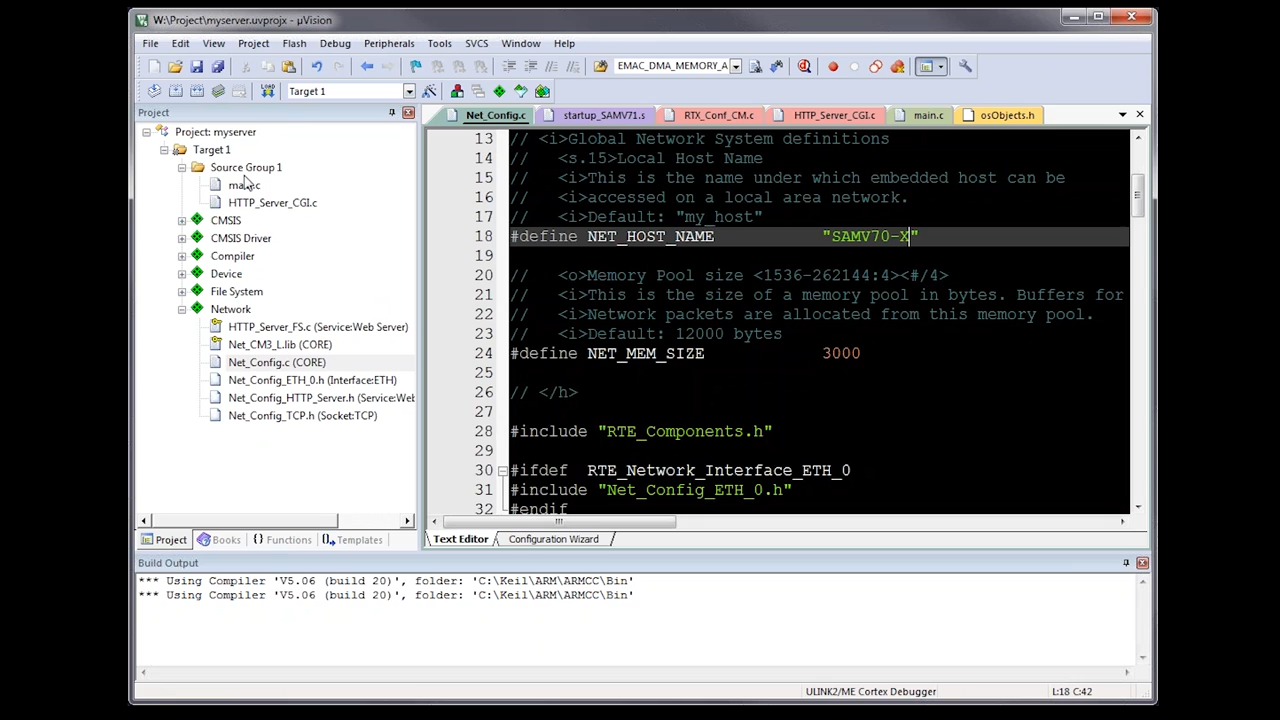 W:\Project\myserver.uvprojx - µVision
File Edit View Project Flash Debug Peripherals Tools SVCS Window Help
EMAC_DMA_MEMORY_A
LOAD Target 1
Project
Net_Config.c startup_SAMV71.s RTX_Conf_CM.c HTTP_Server_CGI.c main.c osObjects.h
Project: myserver
Target 1
Source Group 1
HTTP_Server_CGI.c
CMSIS
CMSIS Driver
Compiler
Device
File System
Network
HTTP_Server_FS.c (Service:Web Server)
Net_CM3_L.lib (CORE)
Net_Config.c (CORE)
Net_Config_ETH_0.h (Interface:ETH)
Net_Config_HTTP_Server.h (Service:Web
Net_Config_TCP.h (Socket:TCP)
13 // <i>Global Network System definitions
14 // <s.15>Local Host Name
15 // <i>This is the name under which embedded host can be
16 // <i>accessed on a local area network.
17 // <i>Default: "my_host"
18 #define NET_HOST_NAME "SAMV70-X"
19
20 // <o>Memory Pool size <1536-262144:4><#/4>
21 // <i>This is the size of a memory pool in bytes. Buffers for
22 // <i>Network packets are allocated from this memory pool.
23 // <i>Default: 12000 bytes
24 #define NET_MEM_SIZE 3000
25
26 // </h>
27
28 #include "RTE_Components.h"
29
30 #ifdef RTE_Network_Interface_ETH_0
31 #include "Net_Config_ETH_0.h"
32 #endif
Project Books {} Functions 0 Templates
Text Editor Configuration Wizard
Build Output
*** Using Compiler 'V5.06 (build 20)', folder: 'C:\Keil\ARM\ARMCC\Bin'
*** Using Compiler 'V5.06 (build 20)', folder: 'C:\Keil\ARM\ARMCC\Bin'
ULINK2/ME Cortex Debugger L:18 C:42